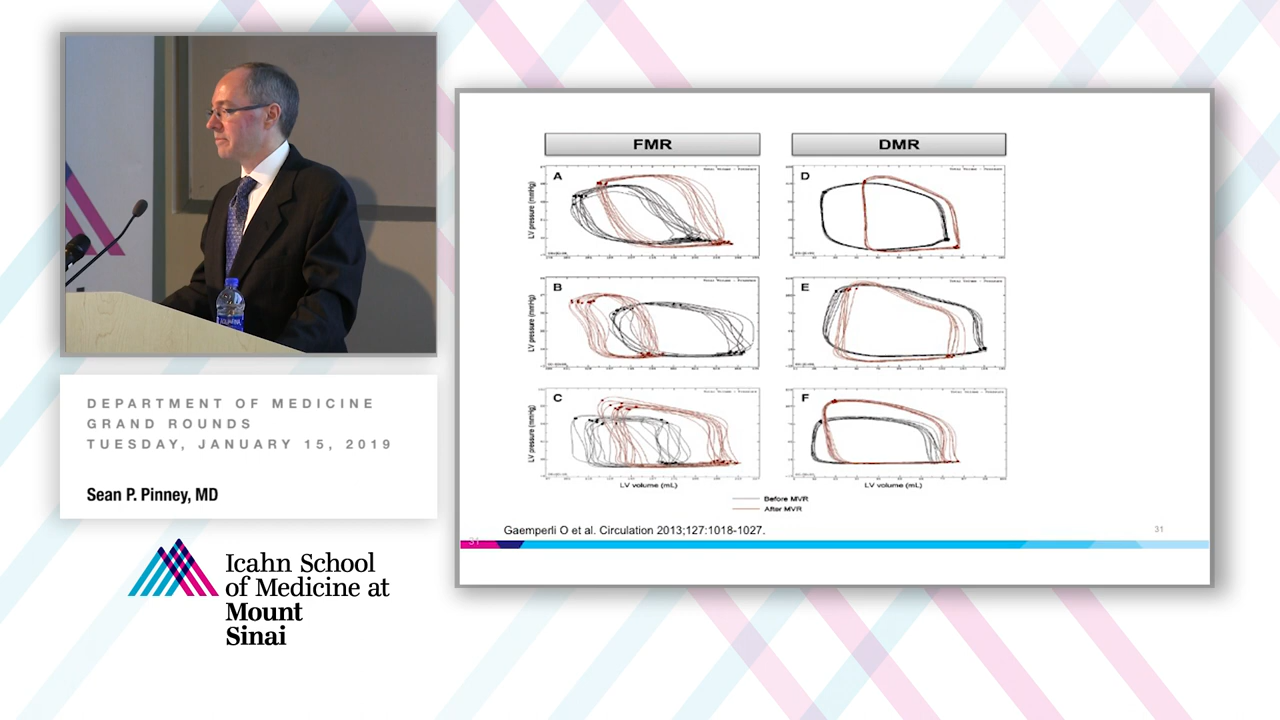 DEPARTMENT OF MEDICINE
GRAND ROUNDS
TUESDAY, JANUARY 15, 2019
Sean P. Pinney, MD
Icahn School
of Medicine at
Mount
Sinai
FMR
DMR
A
D
LV pressure (mmHg)
B
E
LV pressure (mmHg)
C
F
LV pressure (mmHg)
LV volume (mL)
LV volume (mL)
Before MVR
After MVR
Gaemperli O et al. Circulation 2013;127:1018-1027.
31
31